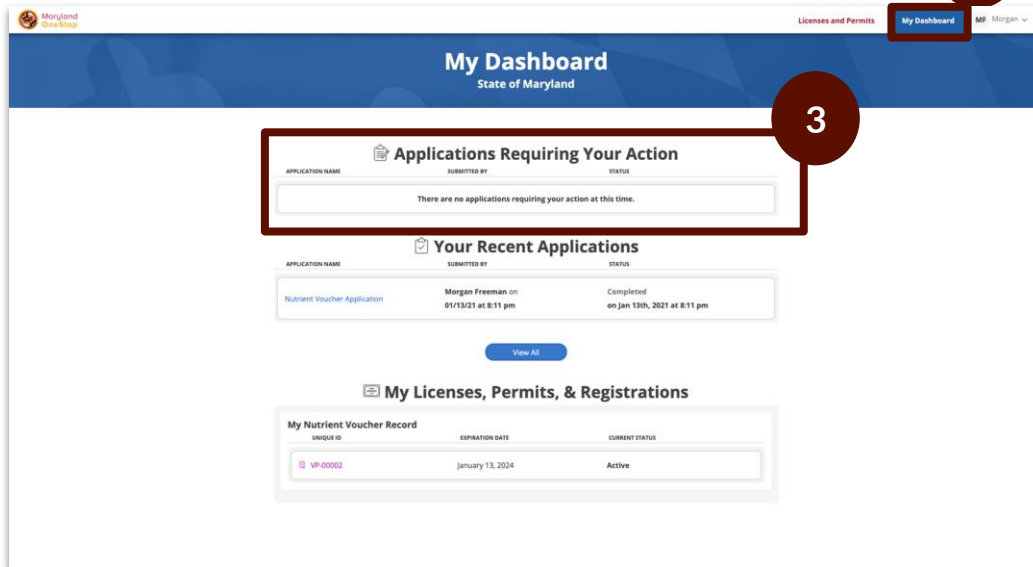 Maryland
OneStop
Licenses and Permits
My Dashboard
MF Morgan
My Dashboard
State of Maryland
3
Applications Requiring Your Action
APPLICATION NAME SUBMITTED BY STATUS
There are no applications requiring your action at this time.
Your Recent Applications
APPLICATION NAME SUBMITTED BY STATUS
Nutrient Voucher Application Morgan Freeman on Completed
01/13/21 at 8:11 pm on Jan 13th, 2021 at 8:11 pm
View All
My Licenses, Permits, & Registrations
My Nutrient Voucher Record
UNIQUE ID EXPIRATION DATE CURRENT STATUS
VP-00002 January 13, 2024 Active